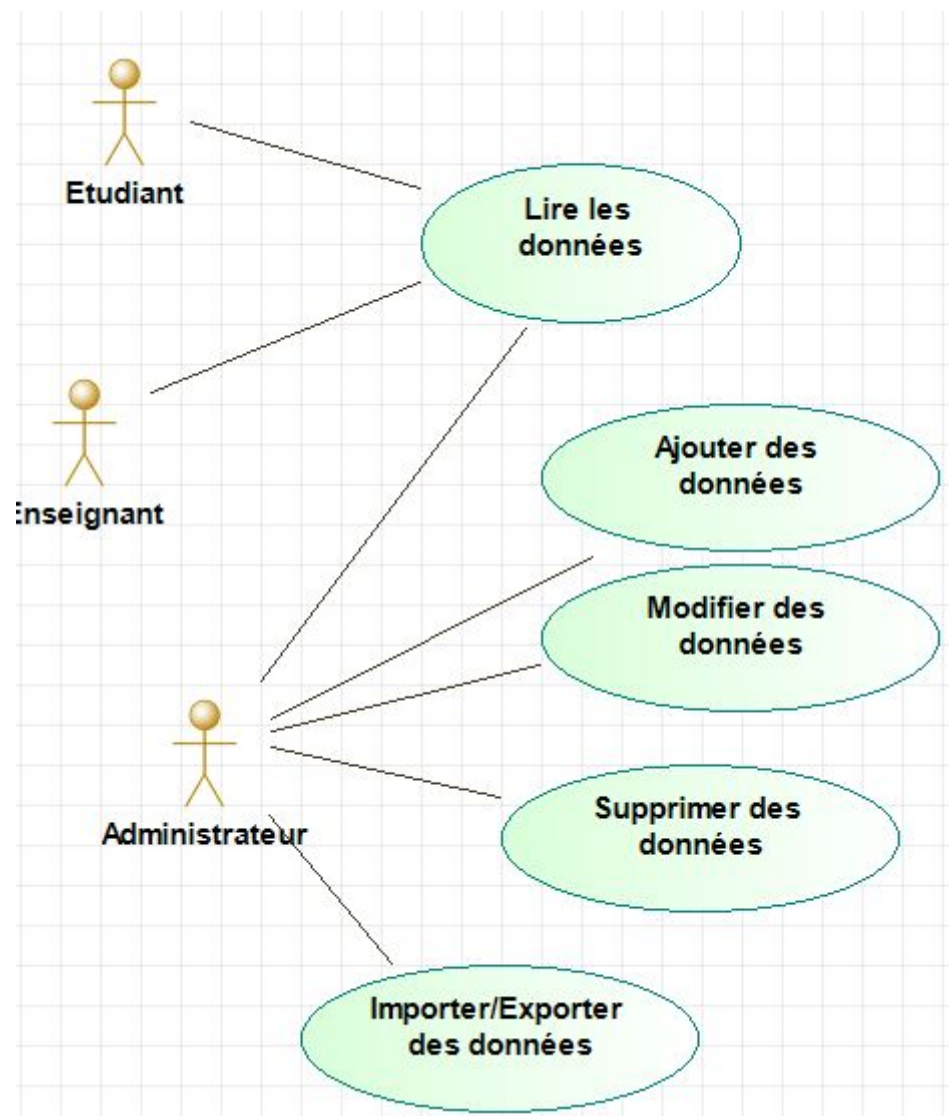 Etudiant
Lire les
données
Enseignant
Ajouter des
données
Modifier des
données
Administrateur
Supprimer des
données
Importer/Exporter
des données